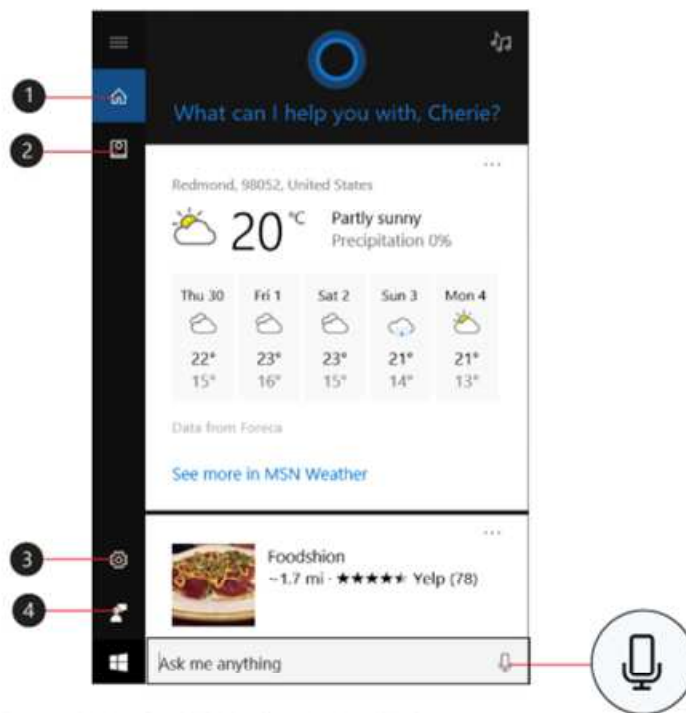 What can I help you with, Cherie?
1
2
Redmond, 98052, United States
20 °C
Partly sunny
Precipitation 0%
Thu 30 Fri 1 Sat 2 Sun 3 Mon 4
22° 23° 23° 21° 21°
15° 16° 15° 14° 13°
Data from Foreca
See more in MSN Weather
3
Foodshion
~1.7 mi · ★★★★★ Yelp (78)
4
Ask me anything